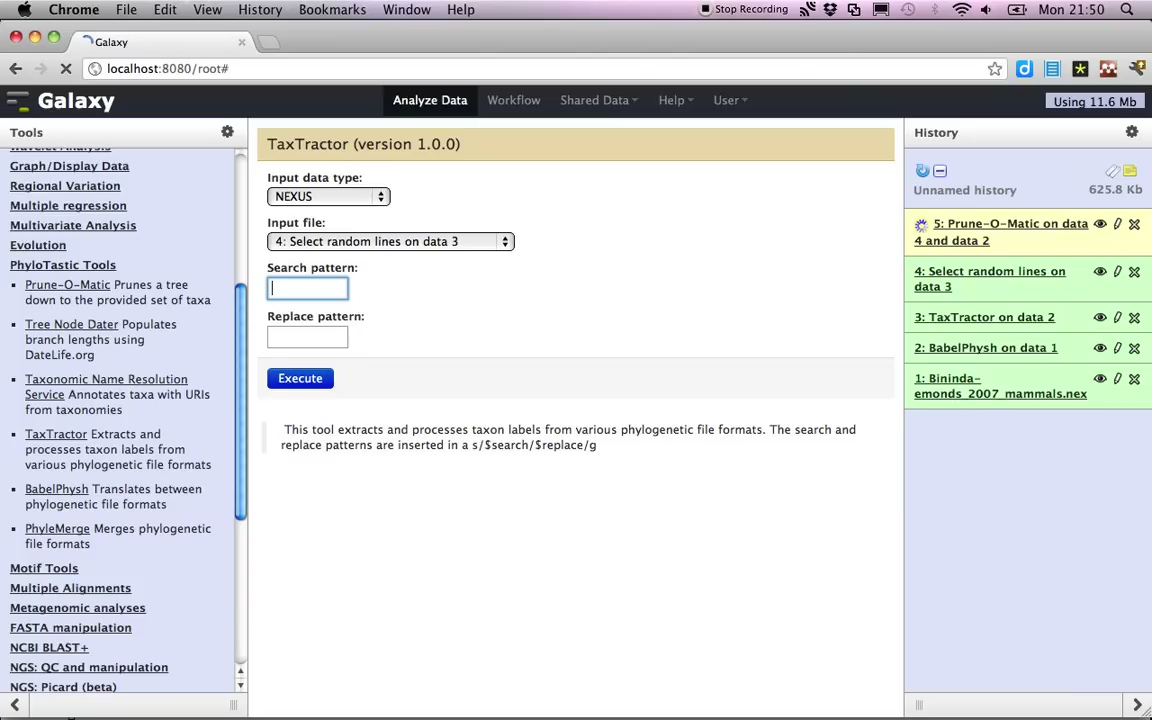 Chrome File Edit View History Bookmarks Window Help Stop Recording Mon 21:50
Galaxy
localhost:8080/root#
Galaxy Analyze Data Workflow Shared Data Help User Using 11.6 Mb
Tools
Wavelet Analysis
Graph/Display Data
Regional Variation
Multiple regression
Multivariate Analysis
Evolution
PhyloTastic Tools
Prune-O-Matic Prunes a tree
down to the provided set of taxa
Tree Node Dater Populates
branch lengths using
DateLife.org
Taxonomic Name Resolution
Service Annotates taxa with URIs
from taxonomies
TaxTractor Extracts and
processes taxon labels from
various phylogenetic file formats
BabelPhysh Translates between
phylogenetic file formats
PhyleMerge Merges phylogenetic
file formats
Motif Tools
Multiple Alignments
Metagenomic analyses
FASTA manipulation
NCBI BLAST+
NGS: QC and manipulation
NGS: Picard (beta)
TaxTractor (version 1.0.0)
Input data type:
NEXUS
Input file:
4: Select random lines on data 3
Search pattern:
Replace pattern:
Execute
This tool extracts and processes taxon labels from various phylogenetic file formats. The search and
replace patterns are inserted in a s/$search/$replace/g
History
Unnamed history 625.8 Kb
5: Prune-O-Matic on data
4 and data 2
4: Select random lines on
data 3
3: TaxTractor on data 2
2: BabelPhysh on data 1
1: Bininda-
emonds_2007_mammals.nex